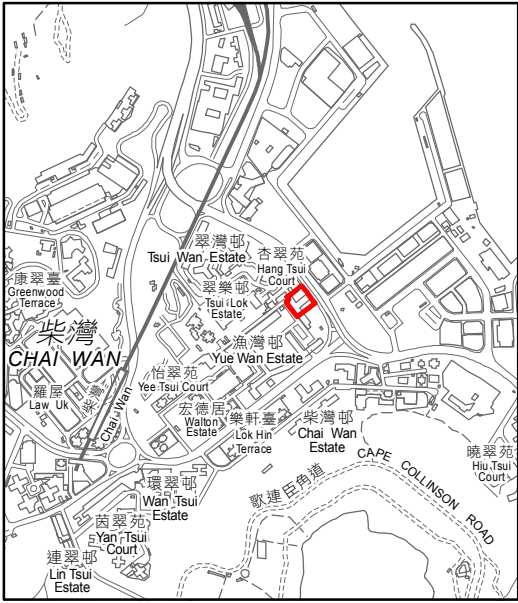 翠灣邨
Tsui Wan Estate
杏翠苑
Hang Tsui
Court
康翠臺
Greenwood
Terrace
翠樂邨
Tsui Lok
Estate
柴灣
CHAI WAN
漁灣邨
Yue Wan Estate
怡翠苑
Yee Tsui Court
羅屋
Law Uk
柴灣
Chai Wan
宏德居
Walton
Estate
樂軒臺
Lok Hin
Terrace
柴灣邨
Chai Wan
Estate
曉翠苑
Hiu Tsui
Court
歌連臣角道
CAPE COLLINSON ROAD
環翠邨
Wan Tsui
Estate
茵翠苑
Yan Tsui
Court
連翠邨
Lin Tsui
Estate